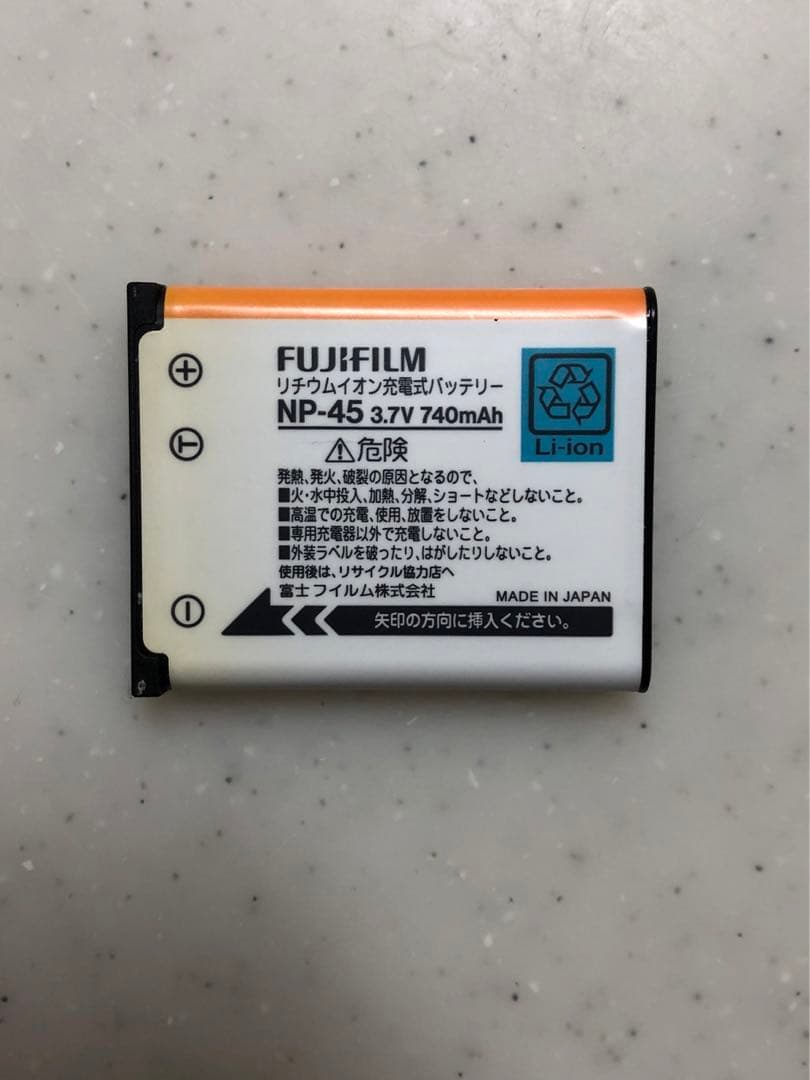 FUJIFILM
リチウムイオン充電式バッテリー
NP-45 3.7V 740mAh
Li-ion
⚠危険
発熱、発火、破裂の原因となるので、
■火・水中投入、加熱、分解、ショートなどしないこと。
■高温での充電、使用、放置をしないこと。
■専用充電器以外で充電しないこと。
■外装ラベルを破ったり、はがしたりしないこと。
使用後は、リサイクル協力店へ
富士フイルム株式会社
MADE IN JAPAN
矢印の方向に挿入ください。
+
T
-